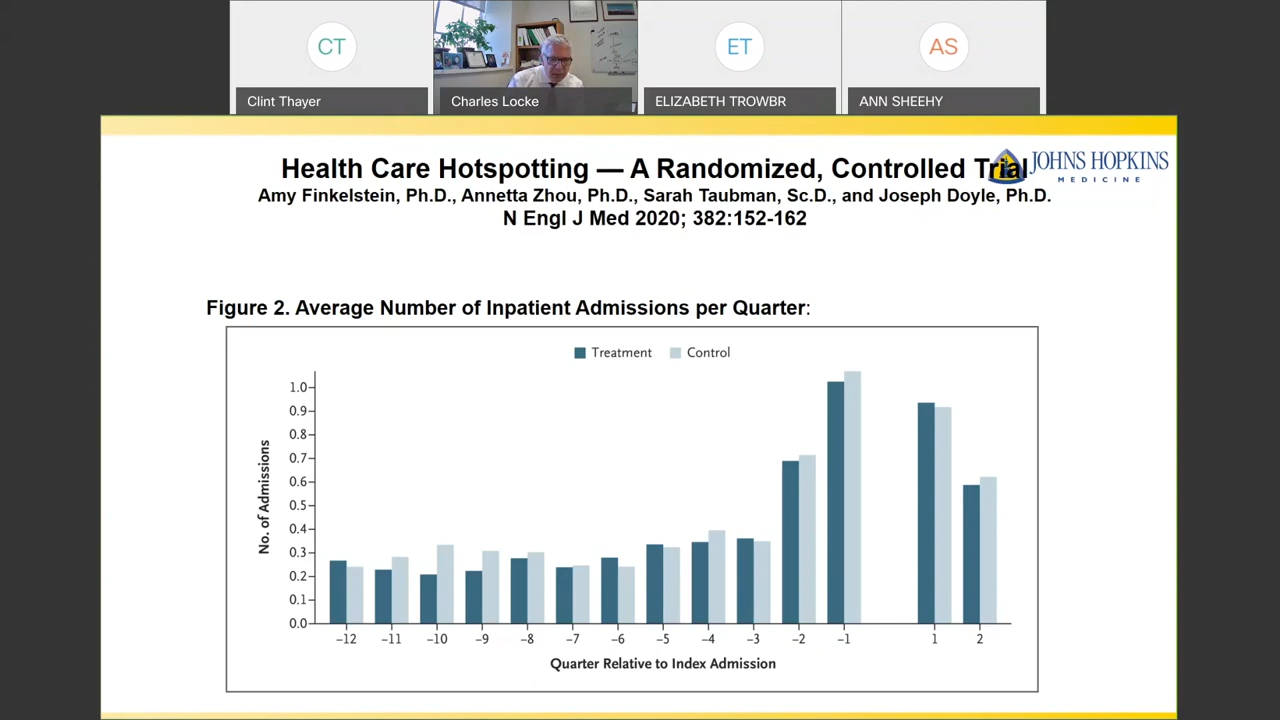 CT
ET
AS
Clint Thayer
Charles Locke
ELIZABETH TROWBR
ANN SHEEHY
Health Care Hotspotting — A Randomized, Controlled Trial
JOHNS HOPKINS
MEDICINE
Amy Finkelstein, Ph.D., Annetta Zhou, Ph.D., Sarah Taubman, Sc.D., and Joseph Doyle, Ph.D.
N Engl J Med 2020; 382:152-162
Figure 2. Average Number of Inpatient Admissions per Quarter:
Treatment Control
No. of Admissions
1.0
0.9
0.8
0.7
0.6
0.5
0.4
0.3
0.2
0.1
0.0
−12 −11 −10 −9 −8 −7 −6 −5 −4 −3 −2 −1 1 2
Quarter Relative to Index Admission